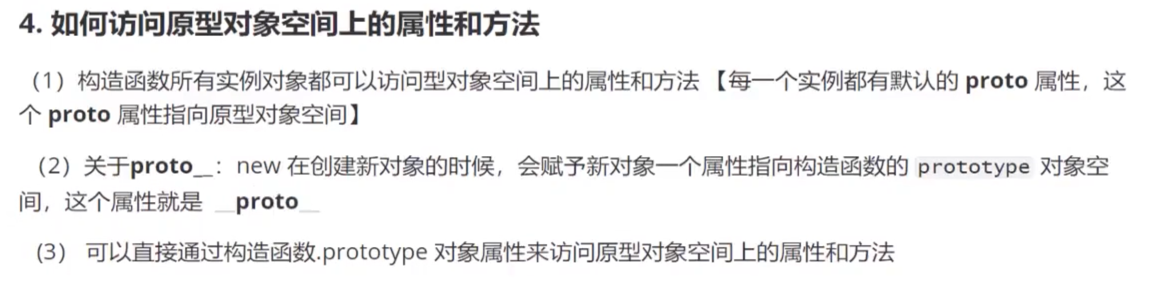 4. 如何访问原型对象空间上的属性和方法
（1）构造函数所有实例对象都可以访问型对象空间上的属性和方法 【每一个实例都有默认的 proto 属性，这
个 proto 属性指向原型对象空间】
（2）关于proto__：new 在创建新对象的时候，会赋予新对象一个属性指向构造函数的 prototype 对象空
间，这个属性就是 __proto__
（3） 可以直接通过构造函数.prototype 对象属性来访问原型对象空间上的属性和方法